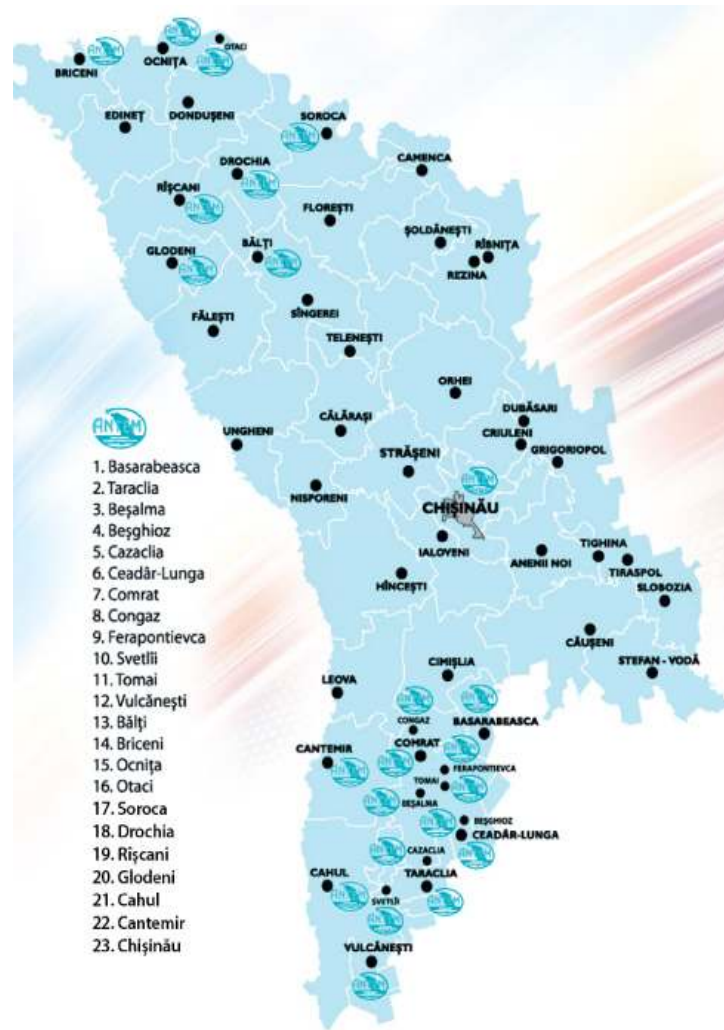 OTACI
OCNIȚA
BRICENI
EDINEȚ
DONDUȘENI
SOROCA
DROCHIA
CAMENCA
RÎȘCANI
FLOREȘTI
ȘOLDĂNEȘTI
RÎBNIȚA
REZINA
GLODENI
BĂLȚI
SÎNGEREI
FĂLEȘTI
TELENEȘTI
ORHEI
DUBĂSARI
CRIULENI
GRIGORIOPOL
UNGHENI
CĂLĂRAȘI
STRĂȘENI
NISPORENI
CHIȘINĂU
IALOVENI
ANENII NOI
TIGHINA
TIRASPOL
SLOBOZIA
HÎNCEȘTI
CĂUȘENI
STEFAN - VODĂ
CIMIȘLIA
LEOVA
CONGAZ
BASARABEASCA
CANTEMIR
COMRAT
FERAPONTIEVCA
TOMAI
BEȘALMA
BEȘGHIOZ
CEADÂR-LUNGA
CAZACLIA
CAHUL
TARACLIA
SVETLÎI
VULCĂNEȘTI
1. Basarabeasca
2. Taraclia
3. Beșalma
4. Beșghioz
5. Cazaclia
6. Ceadâr-Lunga
7. Comrat
8. Congaz
9. Ferapontievca
10. Svetlîi
11. Tomai
12. Vulcănești
13. Bălți
14. Briceni
15. Ocnița
16. Otaci
17. Soroca
18. Drochia
19. Rîșcani
20. Glodeni
21. Cahul
22. Cantemir
23. Chișinău